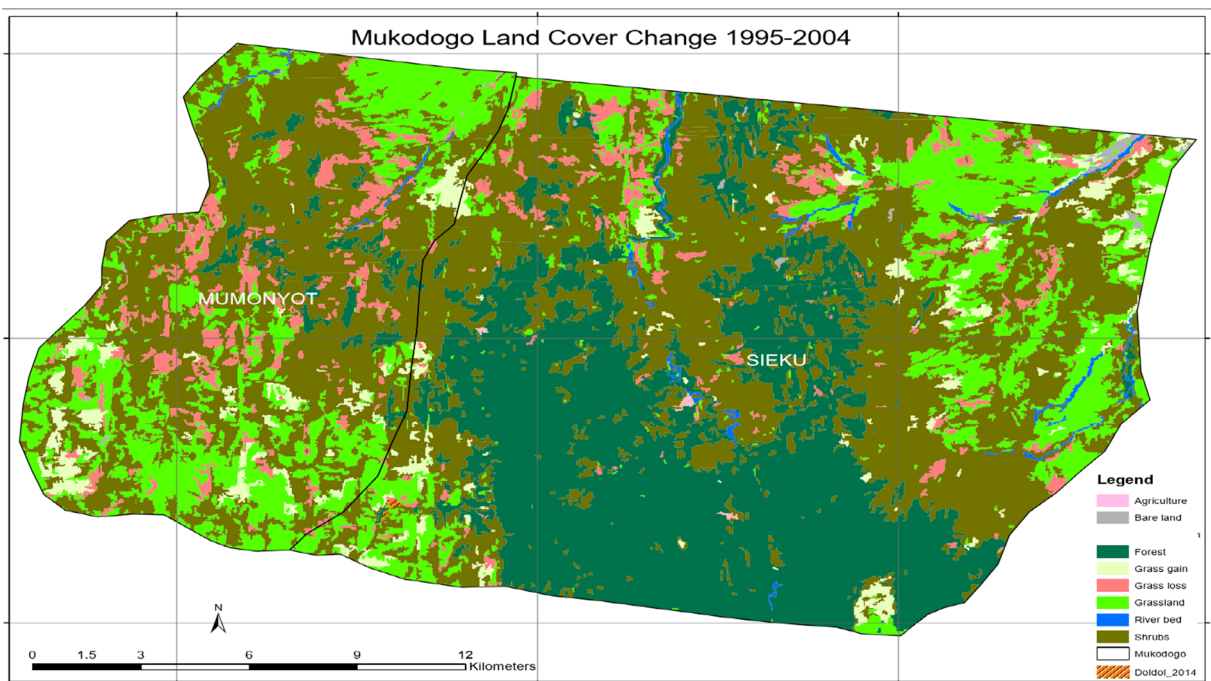 Mukodogo Land Cover Change 1995-2004
MUMONYOT
SIEKU
Legend
Agriculture
Bare land
Forest
Grass gain
Grass loss
Grassland
River bed
Shrubs
Mukodogo
Doldol_2014
N
0 1.5 3 6 9 12
Kilometers